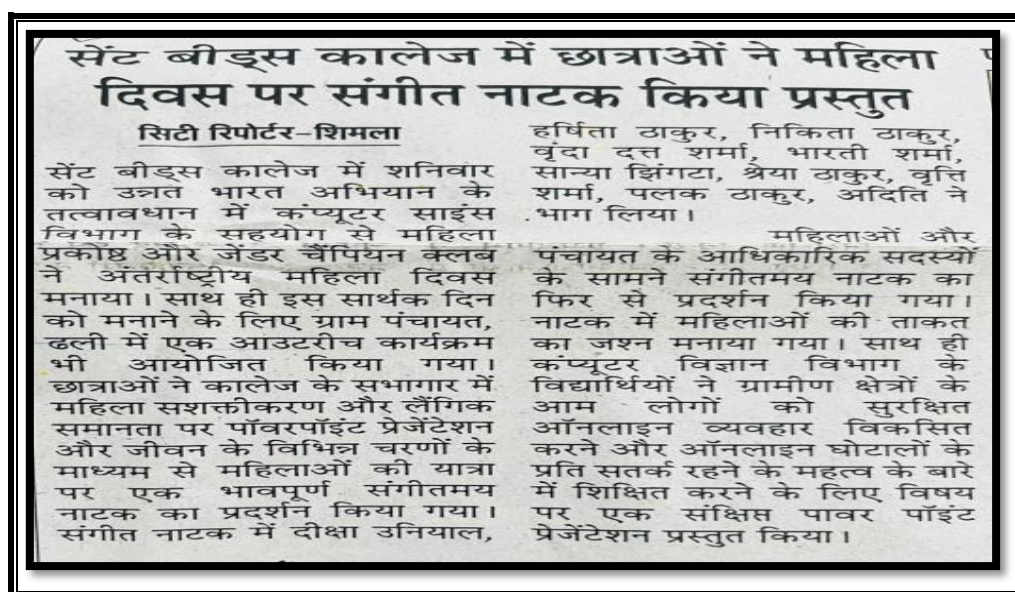 सेंट बीड्स कालेज में छात्राओं ने महिला
दिवस पर संगीत नाटक किया प्रस्तुत
सिटी रिपोर्टर-शिमला
सेंट बीड्स कालेज में शनिवार
को उन्नत भारत अभियान के
तत्वावधान में कंप्यूटर साइंस
विभाग के सहयोग से महिला
प्रकोष्ठ और जेंडर चैंपियन क्लब
ने अंतर्राष्ट्रीय महिला दिवस
मनाया। साथ ही इस सार्थक दिन
को मनाने के लिए ग्राम पंचायत,
ढली में एक आउटरीच कार्यक्रम
भी आयोजित किया गया।
छात्राओं ने कालेज के सभागार में
महिला सशक्तीकरण और लैंगिक
समानता पर पॉवरपॉइंट प्रेजेंटेशन
और जीवन के विभिन्न चरणों के
माध्यम से महिलाओं की यात्रा
पर एक भावपूर्ण संगीतमय
नाटक का प्रदर्शन किया गया।
संगीत नाटक में दीक्षा उनियाल,
हर्षिता ठाकुर, निकिता ठाकुर,
वृंदा दत्त शर्मा, भारती शर्मा,
सान्या झिंगटा, श्रेया ठाकुर, वृत्ति
शर्मा, पलक ठाकुर, अदिति ने
भाग लिया।
महिलाओं और
पंचायत के आधिकारिक सदस्यों
के सामने संगीतमय नाटक का
फिर से प्रदर्शन किया गया।
नाटक में महिलाओं की ताकत
का जश्न मनाया गया। साथ ही
कंप्यूटर विज्ञान विभाग के
विद्यार्थियों ने ग्रामीण क्षेत्रों के
आम लोगों को सुरक्षित
ऑनलाइन व्यवहार विकसित
करने और ऑनलाइन घोटालों के
प्रति सतर्क रहने के महत्व के बारे
में शिक्षित करने के लिए विषय
पर एक संक्षिप्त पावर पॉइंट
प्रेजेंटेशन प्रस्तुत किया।